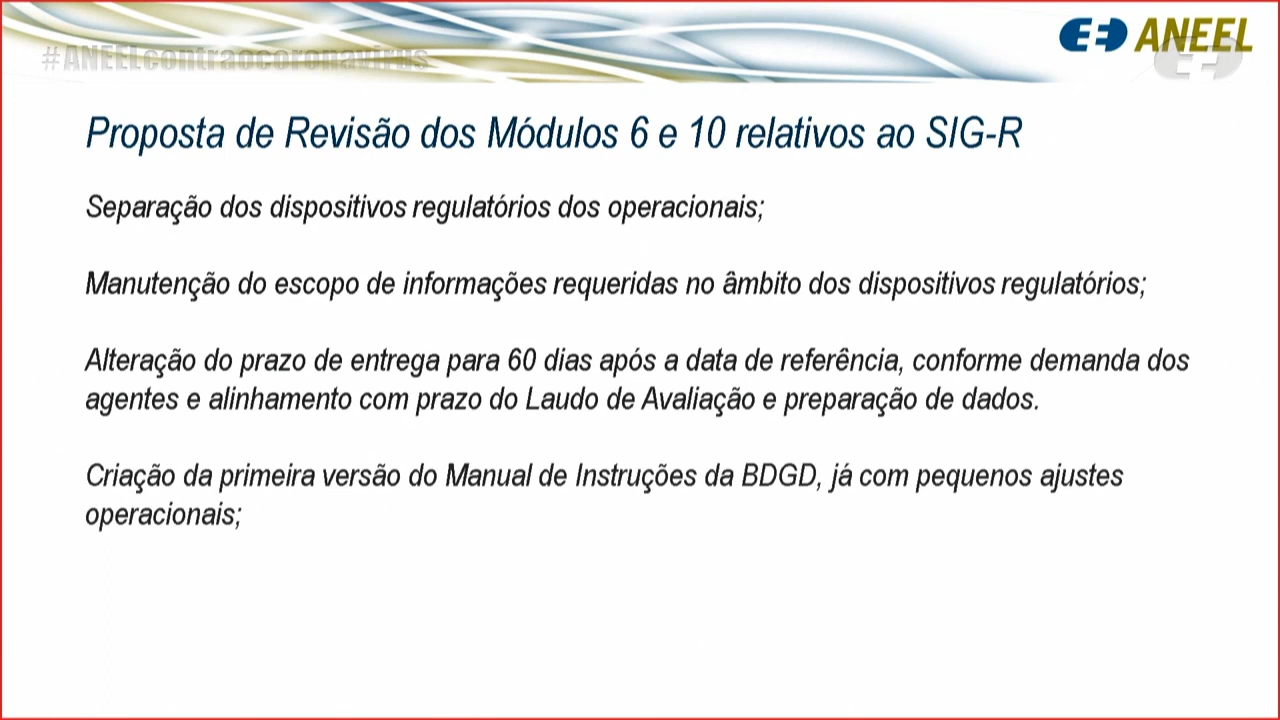 #ANEELcontraocoronavirus
ANEEL
Proposta de Revisão dos Módulos 6 e 10 relativos ao SIG-R
Separação dos dispositivos regulatórios dos operacionais;
Manutenção do escopo de informações requeridas no âmbito dos dispositivos regulatórios;
Alteração do prazo de entrega para 60 dias após a data de referência, conforme demanda dos
agentes e alinhamento com prazo do Laudo de Avaliação e preparação de dados.
Criação da primeira versão do Manual de Instruções da BDGD, já com pequenos ajustes
operacionais;